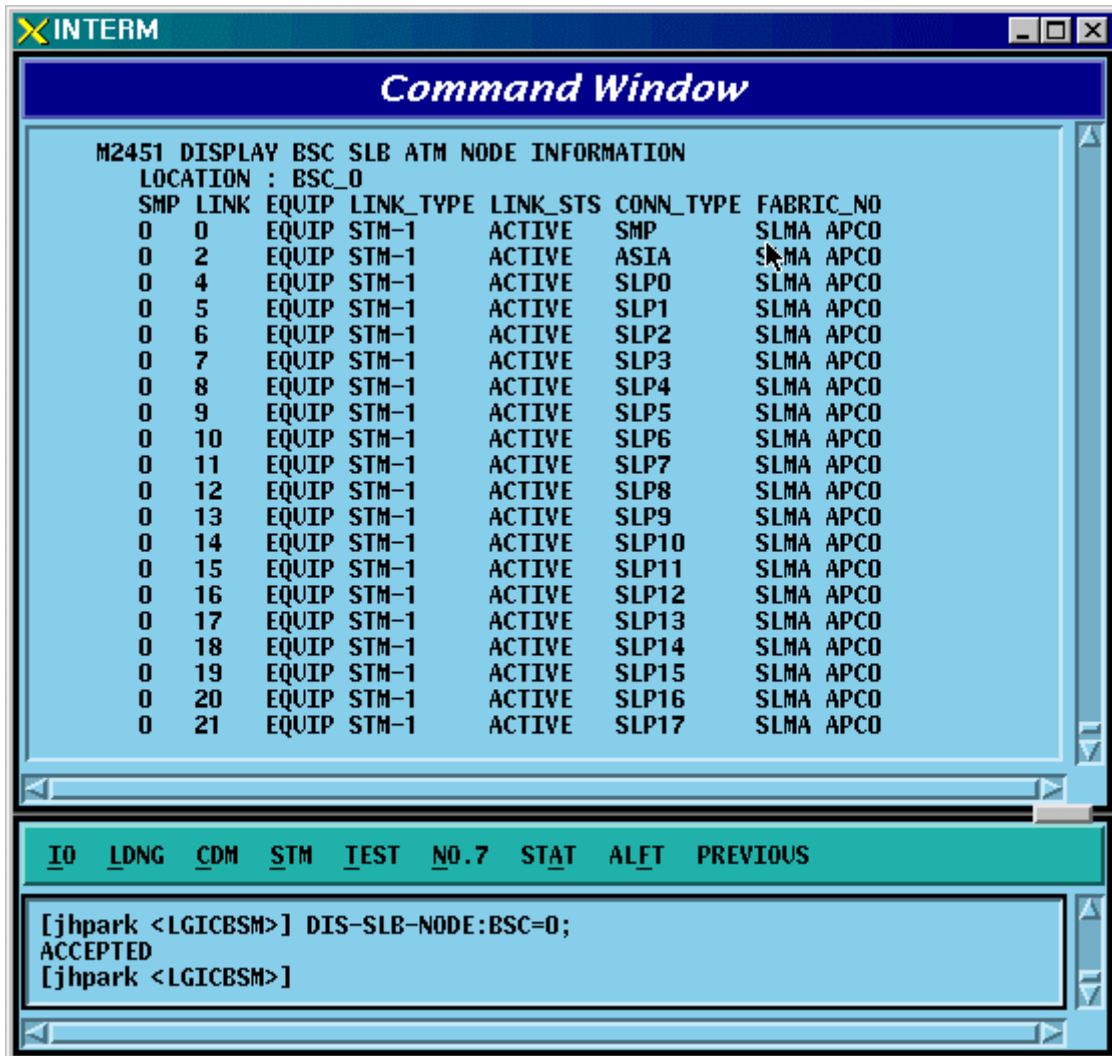 INTERM
Command Window
M2451 DISPLAY BSC SLB ATM NODE INFORMATION
LOCATION : BSC_0
SMP LINK EQUIP LINK_TYPE LINK_STS CONN_TYPE FABRIC_NO
0 0 EQUIP STM-1 ACTIVE SMP SLMA APC0
0 2 EQUIP STM-1 ACTIVE ASIA SLMA APC0
0 4 EQUIP STM-1 ACTIVE SLP0 SLMA APC0
0 5 EQUIP STM-1 ACTIVE SLP1 SLMA APC0
0 6 EQUIP STM-1 ACTIVE SLP2 SLMA APC0
0 7 EQUIP STM-1 ACTIVE SLP3 SLMA APC0
0 8 EQUIP STM-1 ACTIVE SLP4 SLMA APC0
0 9 EQUIP STM-1 ACTIVE SLP5 SLMA APC0
0 10 EQUIP STM-1 ACTIVE SLP6 SLMA APC0
0 11 EQUIP STM-1 ACTIVE SLP7 SLMA APC0
0 12 EQUIP STM-1 ACTIVE SLP8 SLMA APC0
0 13 EQUIP STM-1 ACTIVE SLP9 SLMA APC0
0 14 EQUIP STM-1 ACTIVE SLP10 SLMA APC0
0 15 EQUIP STM-1 ACTIVE SLP11 SLMA APC0
0 16 EQUIP STM-1 ACTIVE SLP12 SLMA APC0
0 17 EQUIP STM-1 ACTIVE SLP13 SLMA APC0
0 18 EQUIP STM-1 ACTIVE SLP14 SLMA APC0
0 19 EQUIP STM-1 ACTIVE SLP15 SLMA APC0
0 20 EQUIP STM-1 ACTIVE SLP16 SLMA APC0
0 21 EQUIP STM-1 ACTIVE SLP17 SLMA APC0
IO LDNG CDM STM TEST NO.7 STAT ALFT PREVIOUS
[jhpark <LGICBSM>] DIS-SLB-NODE:BSC=0;
ACCEPTED
[jhpark <LGICBSM>]